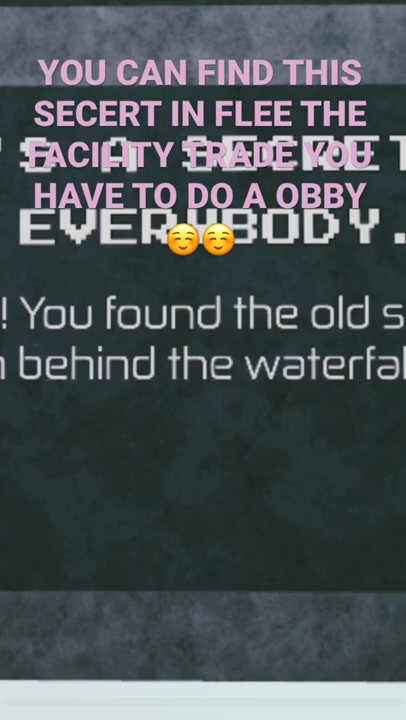 YOU CAN FIND THIS
SECERT IN FLEE THE
FACILITY TRADE YOU
HAVE TO DO A OBBY
☺️☺️
'S A SECRET
EVERYBODY.
! You found the old s
n behind the waterfal